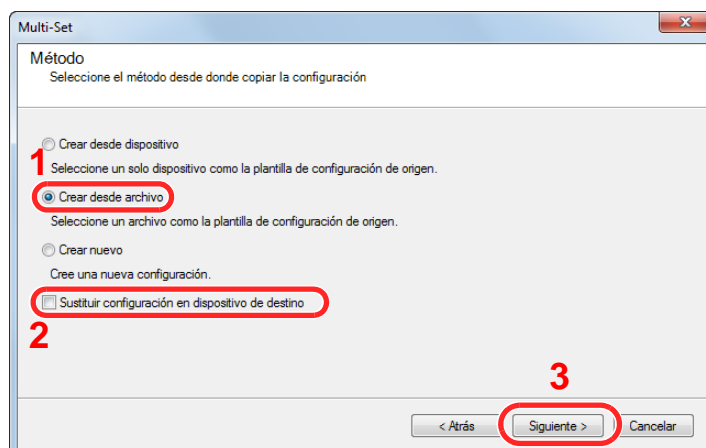 Multi-Set
Método
Seleccione el método desde donde copiar la configuración
Crear desde dispositivo
1
Seleccione un solo dispositivo como la plantilla de configuración de origen.
Crear desde archivo
Seleccione un archivo como la plantilla de configuración de origen.
Crear nuevo
Cree una nueva configuración.
Sustituir configuración en dispositivo de destino
2
3
< Atrás Siguiente > Cancelar